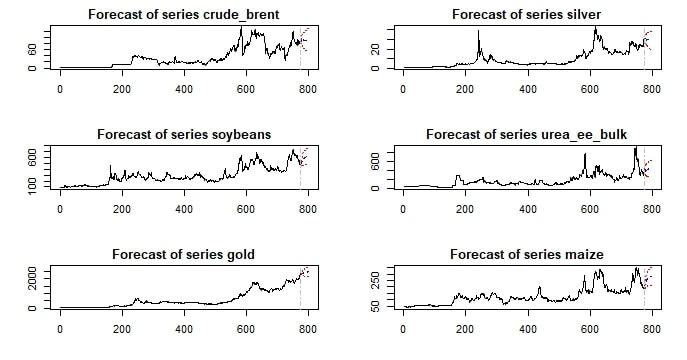 Forecast of series crude_brent
60
0
0 200 400 600 800
Forecast of series silver
20
0
0 200 400 600 800
Forecast of series soybeans
600
100
0 200 400 600 800
Forecast of series urea_ee_bulk
600
0
0 200 400 600 800
Forecast of series gold
2000
0
0 200 400 600 800
Forecast of series maize
250
50
0 200 400 600 800